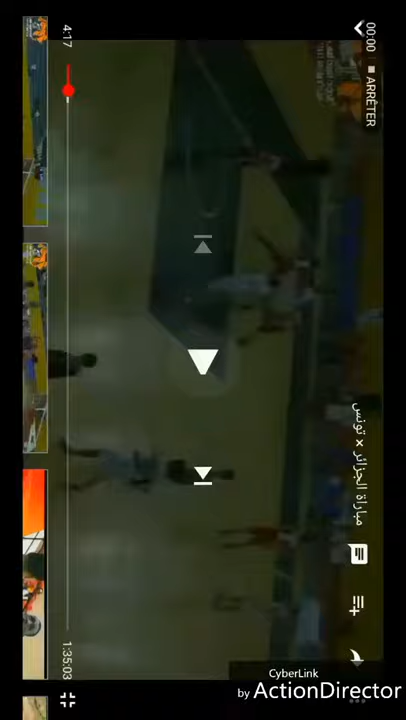 00:00 ■ ARRÊTER
مباراة الجزائر × تونس
4:17
1:35:03
CyberLink
by ActionDirector